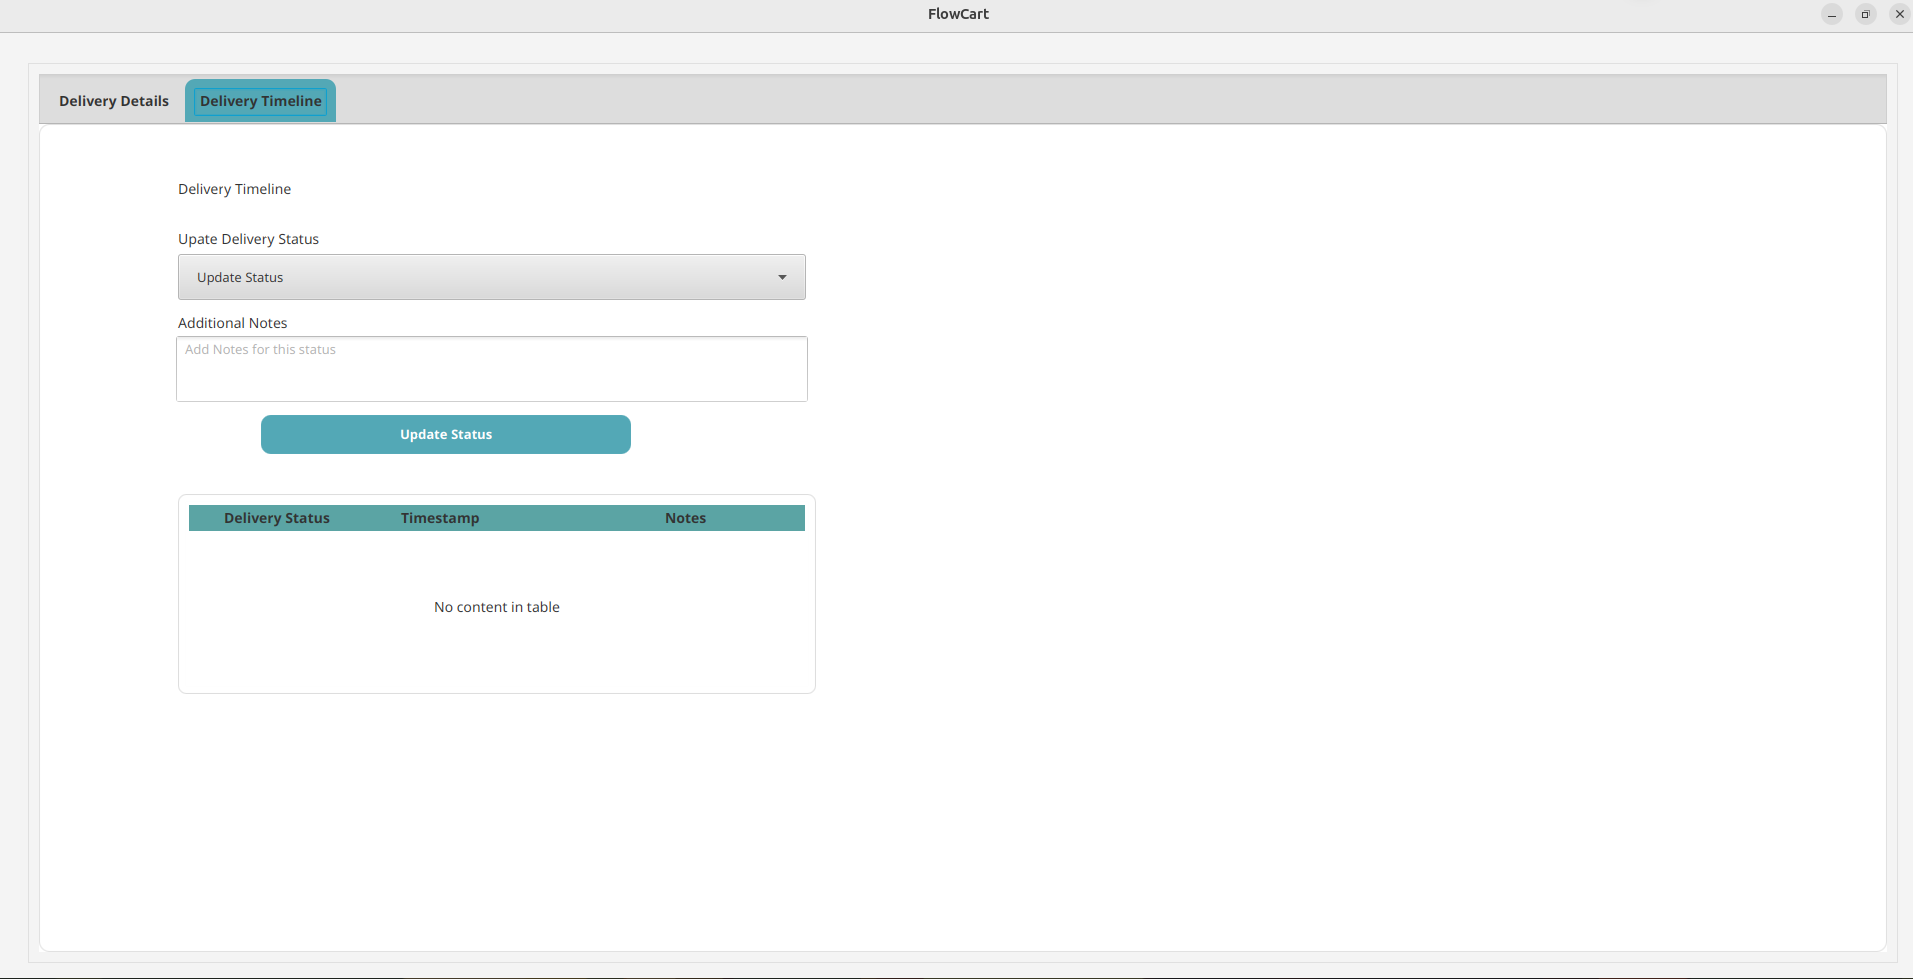 FlowCart
Delivery Details Delivery Timeline
Delivery Timeline
Upate Delivery Status
Update Status
Additional Notes
Add Notes for this status
Update Status
Delivery Status Timestamp Notes
No content in table